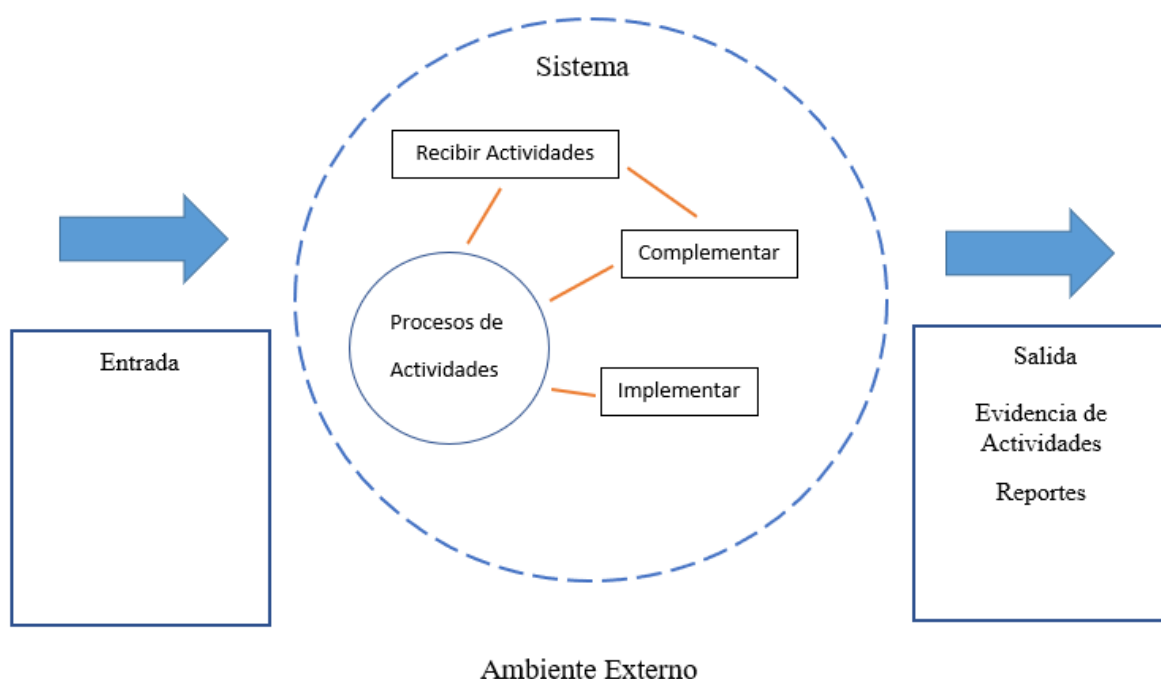 Sistema
Recibir Actividades
Complementar
Procesos de
Actividades
Implementar
Entrada
Salida
Evidencia de
Actividades
Reportes
Ambiente Externo